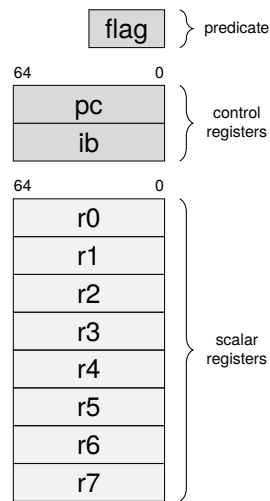 flag
predicate
64 0
pc
ib
control
registers
64 0
r0
r1
r2
r3
r4
r5
r6
r7
scalar
registers